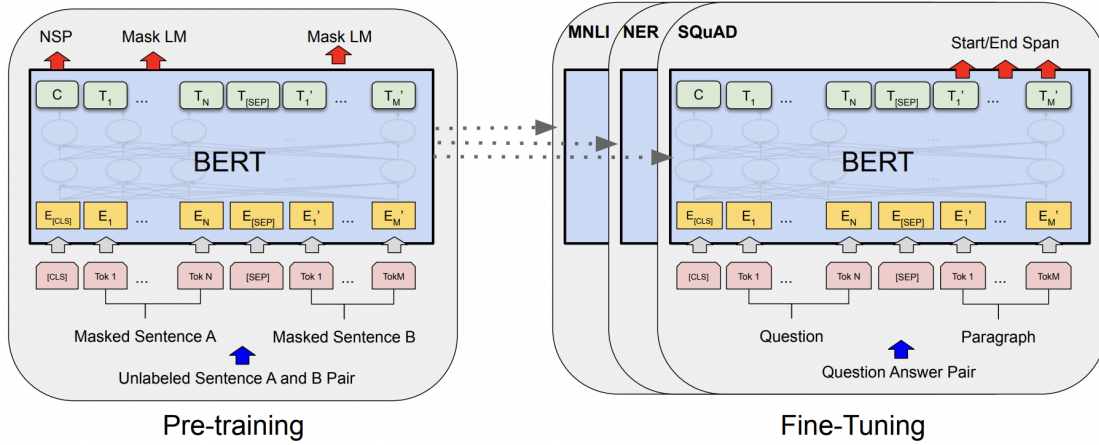 NSP Mask LM Mask LM
C T1 ... TN T[SEP] T1' ... TM'
BERT
E[CLS] E1 ... EN E[SEP] E1' ... EM'
[CLS] Tok 1 ... Tok N [SEP] Tok 1 ... TokM
Masked Sentence A Masked Sentence B
Unlabeled Sentence A and B Pair
Pre-training
MNLI NER SQuAD
Start/End Span
C T1 ... TN T[SEP] T1' ... TM'
BERT
E[CLS] E1 ... EN E[SEP] E1' ... EM'
[CLS] Tok 1 ... Tok N [SEP] Tok 1 ... TokM
Question Paragraph
Question Answer Pair
Fine-Tuning